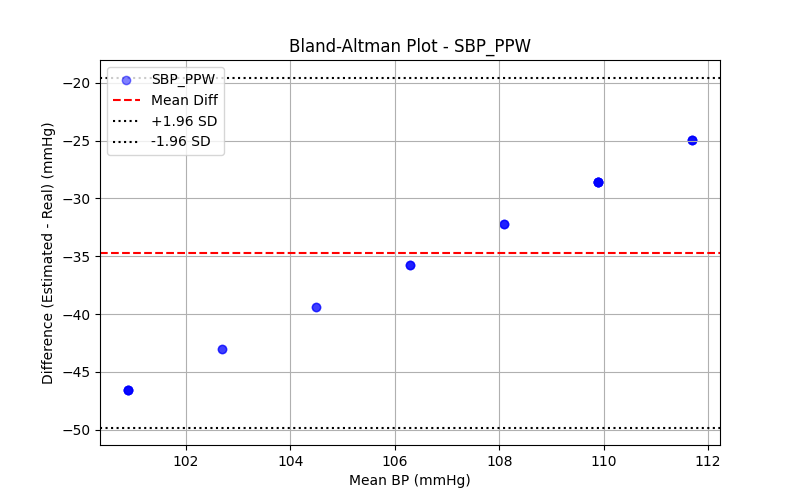 Bland-Altman Plot - SBP_PPW
SBP_PPW
Mean Diff
+1.96 SD
-1.96 SD
Difference (Estimated - Real) (mmHg)
−20
−25
−30
−35
−40
−45
−50
102 104 106 108 110 112
Mean BP (mmHg)